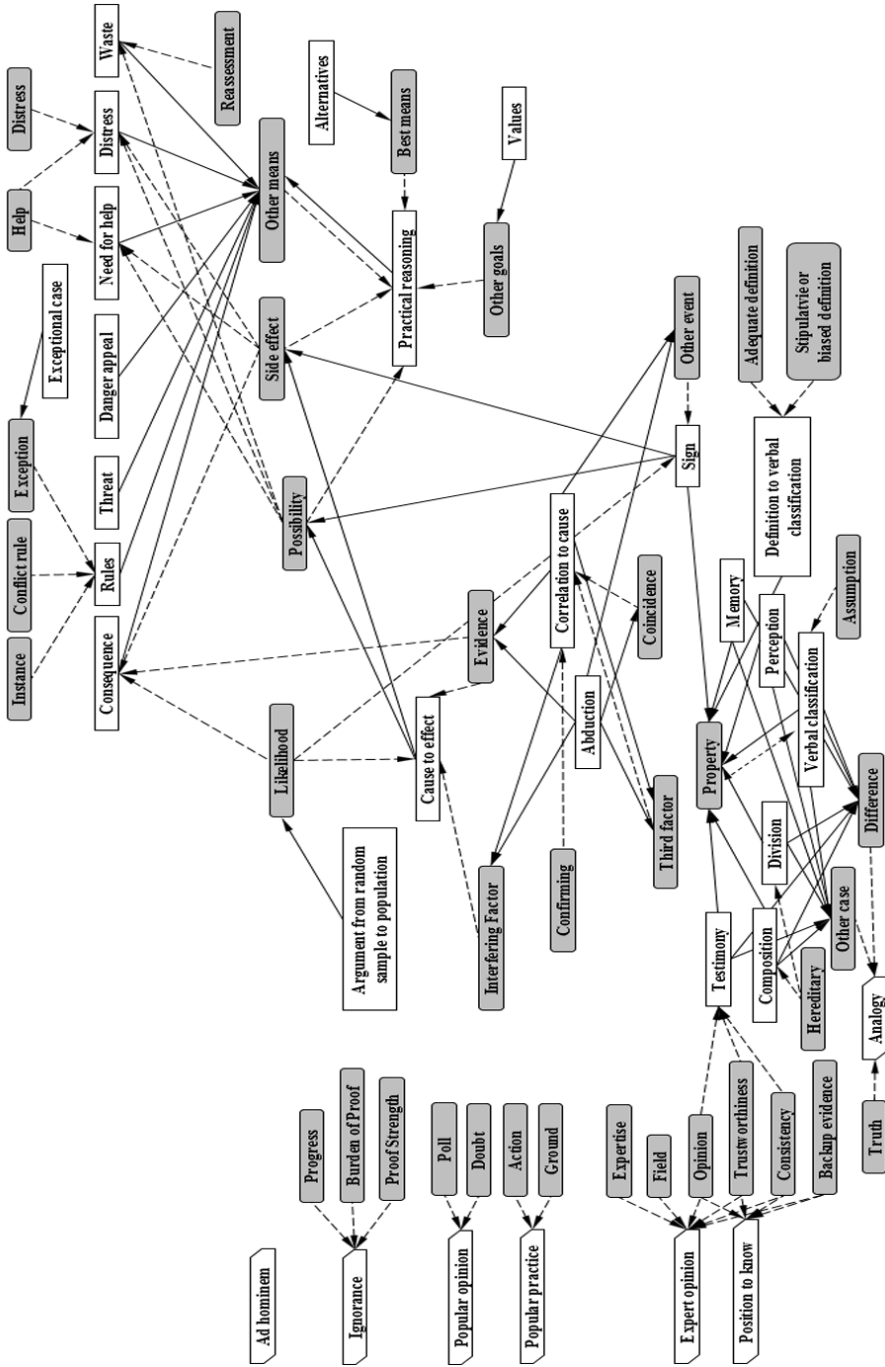 Instance
Conflict rule
Exception
Help
Distress
Exceptional case
Consequence
Rules
Threat
Danger appeal
Need for help
Distress
Waste
Reassessment
Ad hominem
Likelihood
Possibility
Side effect
Other means
Alternatives
Progress
Burden of Proof
Proof Strength
Ignorance
Argument from random
sample to population
Cause to effect
Practical reasoning
Best means
Poll
Doubt
Popular opinion
Interfering Factor
Evidence
Other goals
Values
Action
Ground
Popular practice
Confirming
Abduction
Correlation to cause
Coincidence
Third factor
Expertise
Field
Opinion
Trustworthiness
Consistency
Backup evidence
Expert opinion
Position to know
Sign
Other event
Testimony
Property
Memory
Composition
Division
Perception
Definition to verbal
classification
Adequate definition
Stipulatvie or
biased definition
Hereditary
Other case
Verbal classification
Assumption
Truth
Analogy
Difference